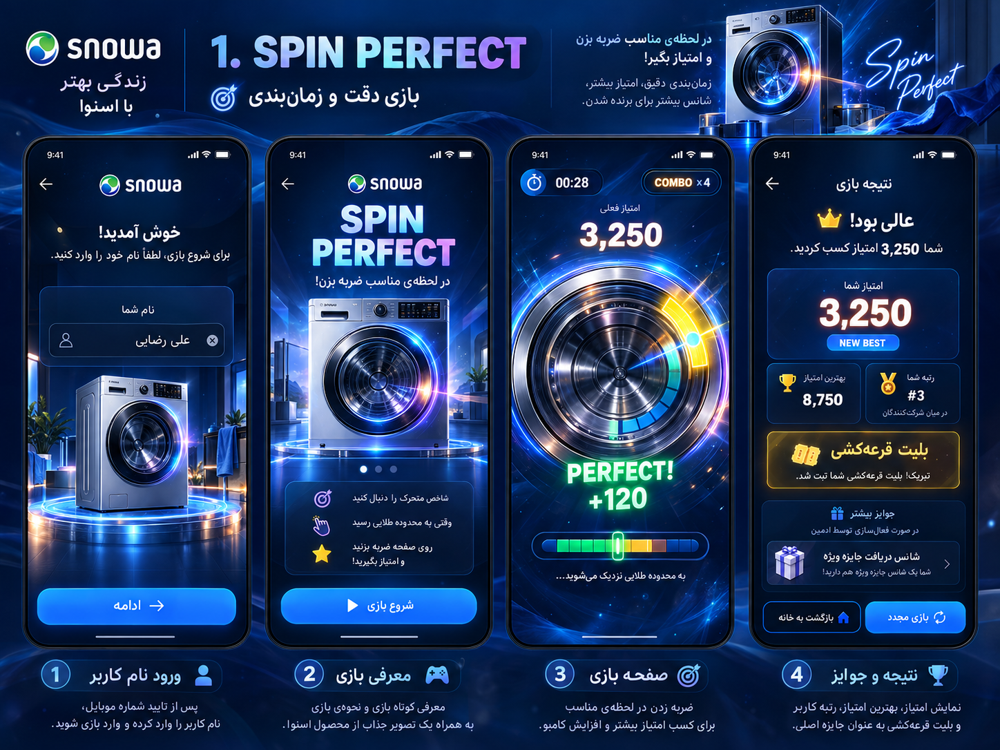 snowa
زندگی بهتر
با اسنوا
1. SPIN PERFECT
بازی دقت و زمان‌بندی
در لحظه‌ی مناسب ضربه بزن
و امتیاز بگیر!
زمان‌بندی دقیق، امتیاز بیشتر،
شانس بیشتر برای برنده شدن.
Spin
Perfect
9:41
snowa
خوش آمدید!
برای شروع بازی، لطفاً نام خود را وارد کنید.
نام شما
علی رضایی
ادامه
9:41
snowa
SPIN
PERFECT
در لحظه‌ی مناسب ضربه بزن!
snowa
شاخص متحرک را دنبال کنید
وقتی به محدوده طلایی رسید
روی صفحه ضربه بزنید
و امتیاز بگیرید!
شروع بازی
9:41
00:28
COMBO x4
امتیاز فعلی
3,250
PERFECT!
+120
به محدوده طلایی نزدیک می‌شوید...
9:41
نتیجه بازی
عالی بود!
شما 3,250 امتیاز کسب کردید.
امتیاز شما
3,250
NEW BEST
رتبه شما
#3
در میان شرکت‌کنندگان
بهترین امتیاز
8,750
بلیت قرعه‌کشی
تبریک! بلیت قرعه‌کشی شما ثبت شد.
جوایز بیشتر
در صورت فعال‌سازی توسط ادمین
شانس دریافت جایزه ویژه
شما یک شانس جایزه ویژه هم دارید!
بازی مجدد
بازگشت به خانه
1 ورود نام کاربر
پس از تایید شماره موبایل،
نام کاربر را وارد کرده و وارد بازی شوید.
2 معرفی بازی
معرفی کوتاه بازی و نحوه‌ی بازی
به همراه یک تصویر جذاب از محصول اسنوا.
3 صفحه بازی
ضربه زدن در لحظه‌ی مناسب
برای کسب امتیاز بیشتر و افزایش کامبو.
4 نتیجه و جوایز
نمایش امتیاز، بهترین امتیاز، رتبه کاربر
و بلیت قرعه‌کشی به عنوان جایزه اصلی.